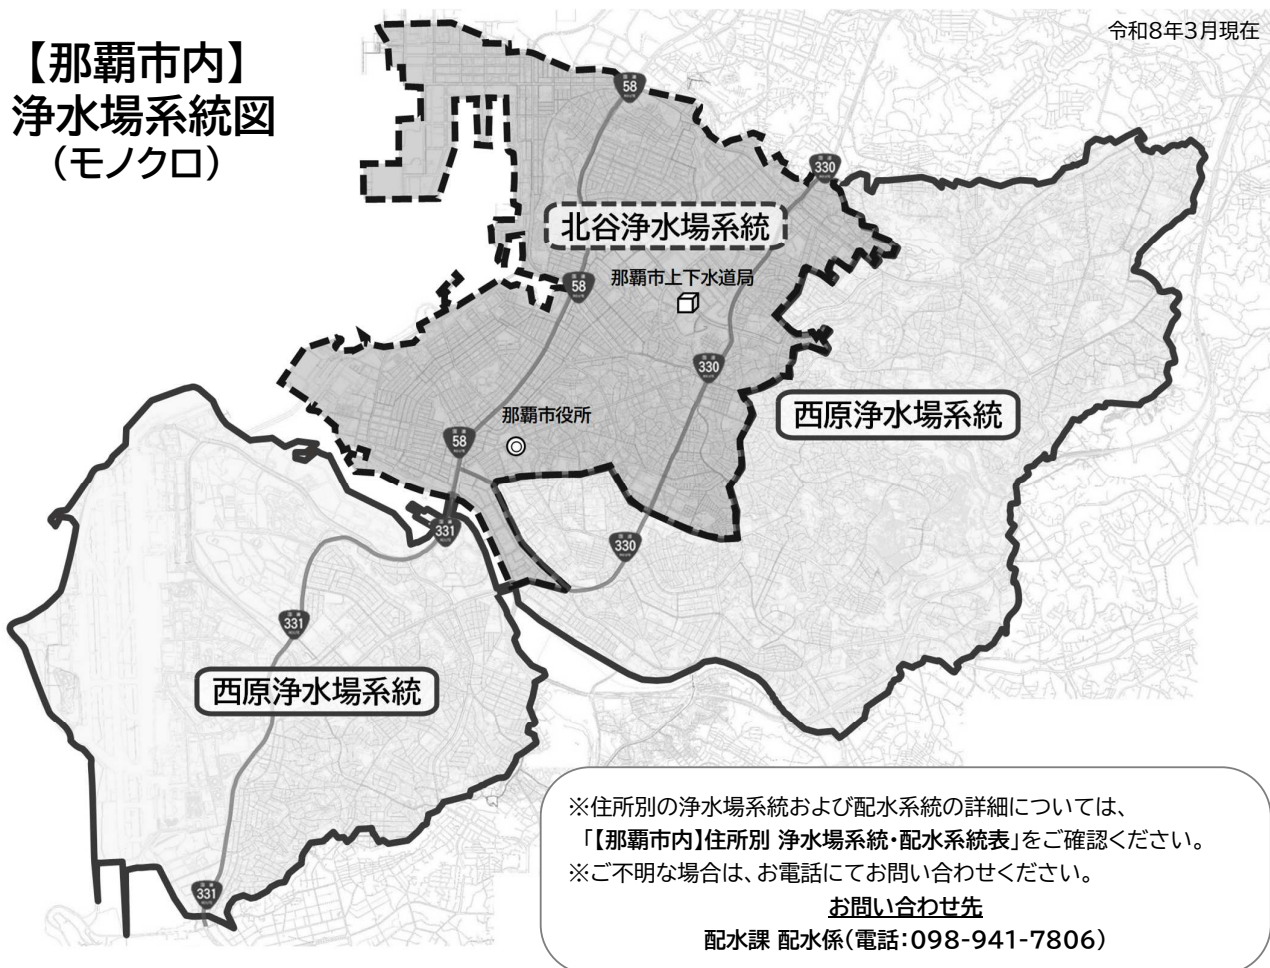 令和8年3月現在
【那覇市内】
浄水場系統図
(モノクロ)
58
330
北谷浄水場系統
那覇市上下水道局
58
330
西原浄水場系統
那覇市役所
58
331
330
331
西原浄水場系統
331
※住所別の浄水場系統および配水系統の詳細については、
「【那覇市内】住所別 浄水場系統・配水系統表」をご確認ください。
※ご不明な場合は、お電話にてお問い合わせください。
お問い合わせ先
配水課 配水係(電話:098-941-7806)